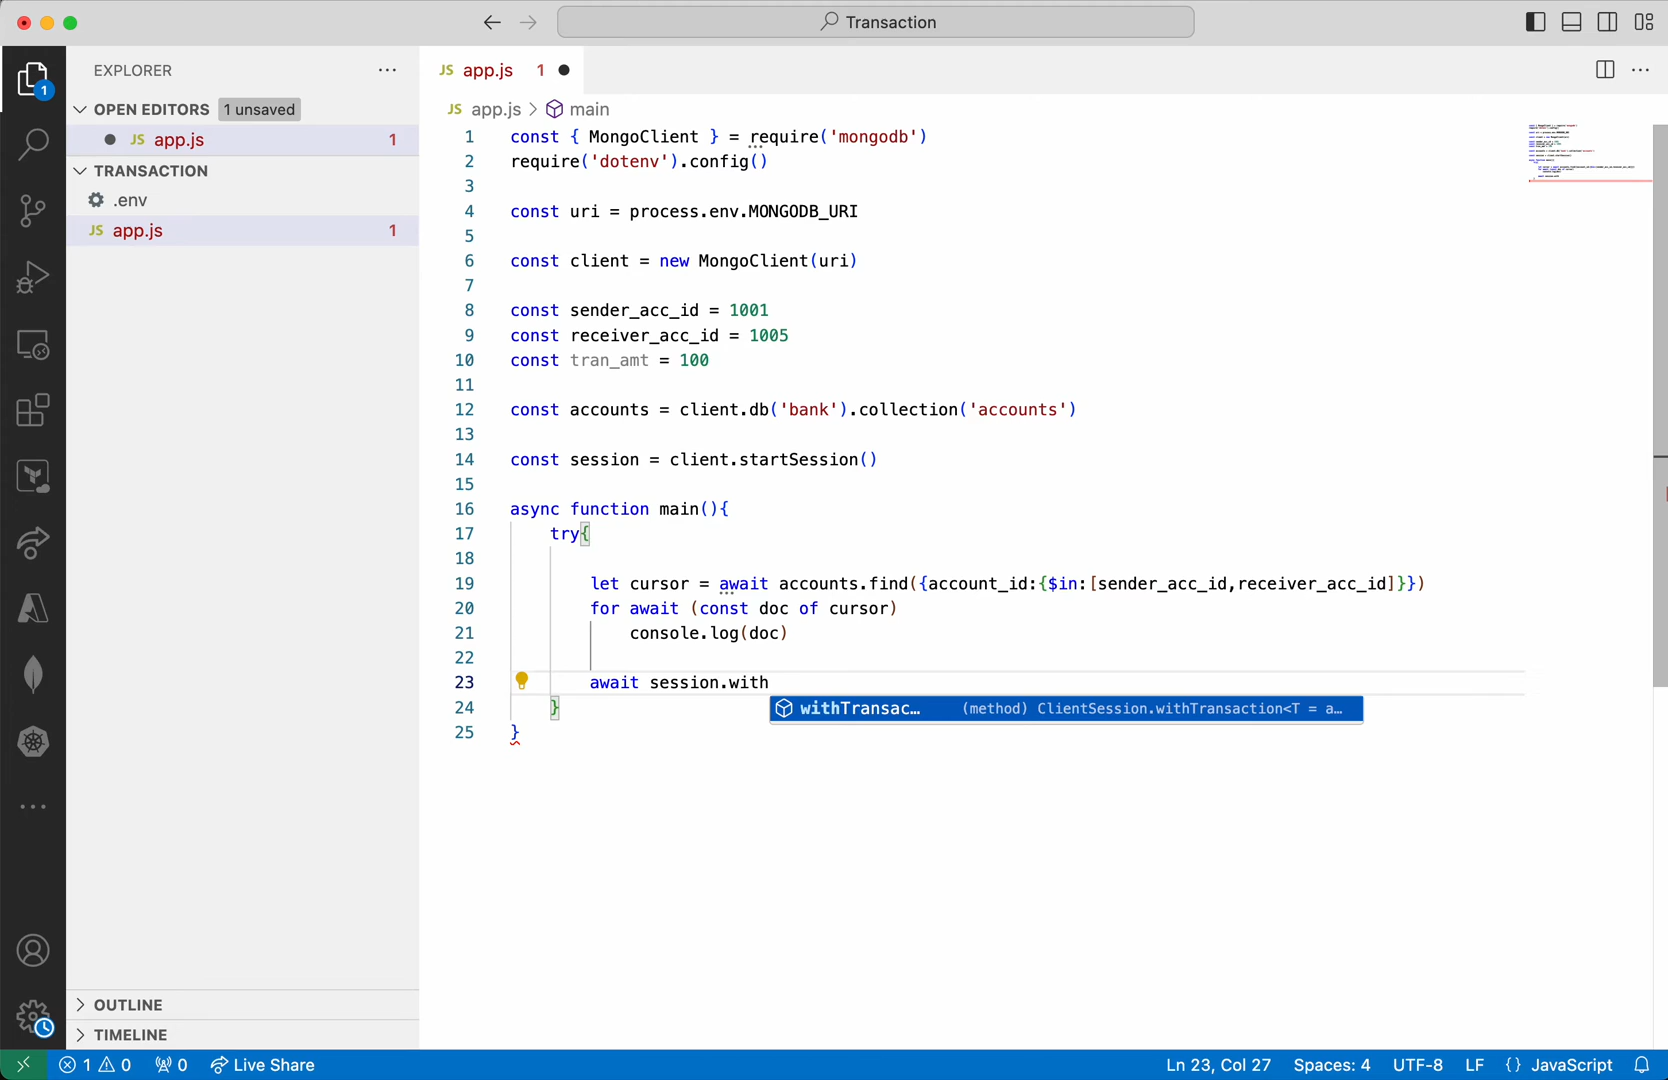 Transaction
EXPLORER
OPEN EDITORS 1 unsaved
JS app.js 1
TRANSACTION
.env
JS app.js 1
OUTLINE
TIMELINE
1
JS app.js 1
JS app.js > main
1 const { MongoClient } = require('mongodb')
2 require('dotenv').config()
3
4 const uri = process.env.MONGODB_URI
5
6 const client = new MongoClient(uri)
7
8 const sender_acc_id = 1001
9 const receiver_acc_id = 1005
10 const tran_amt = 100
11
12 const accounts = client.db('bank').collection('accounts')
13
14 const session = client.startSession()
15
16 async function main(){
17 try{
18
19 let cursor = await accounts.find({account_id:{$in:[sender_acc_id,receiver_acc_id]}})
20 for await (const doc of cursor)
21 console.log(doc)
22
23 await session.with
24 }
withTransac… (method) ClientSession.withTransaction<T = a…
25 }
1 0 0 Live Share Ln 23, Col 27 Spaces: 4 UTF-8 LF {} JavaScript